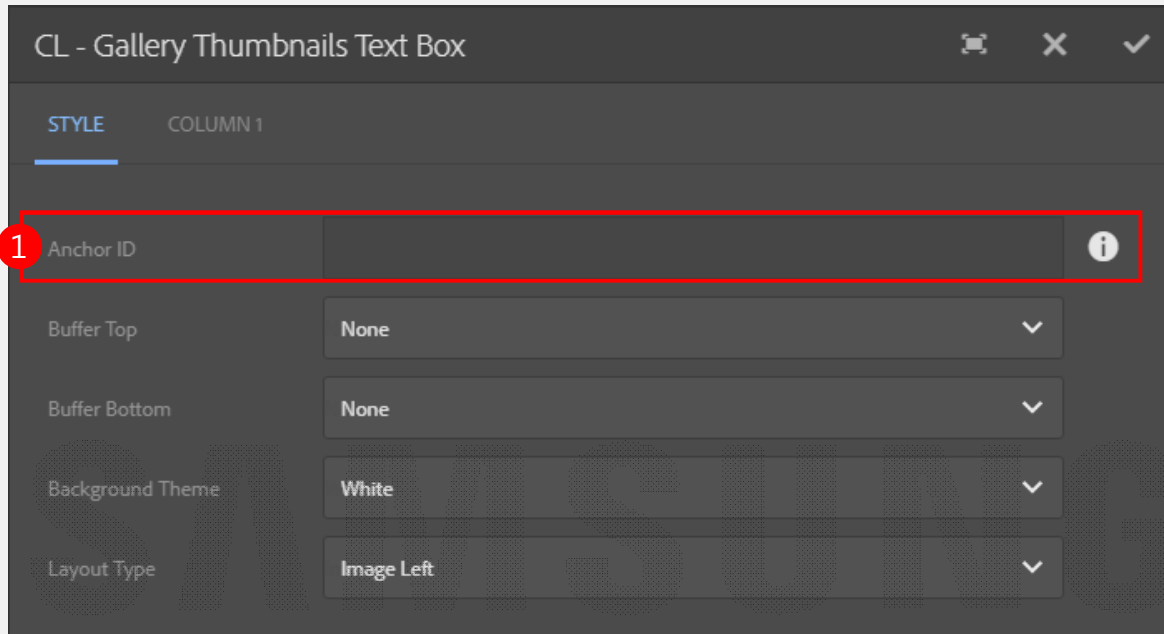 CL - Gallery Thumbnails Text Box
STYLE COLUMN 1
1 Anchor ID
Buffer Top None
Buffer Bottom None
Background Theme White
Layout Type Image Left
SAMSUNG